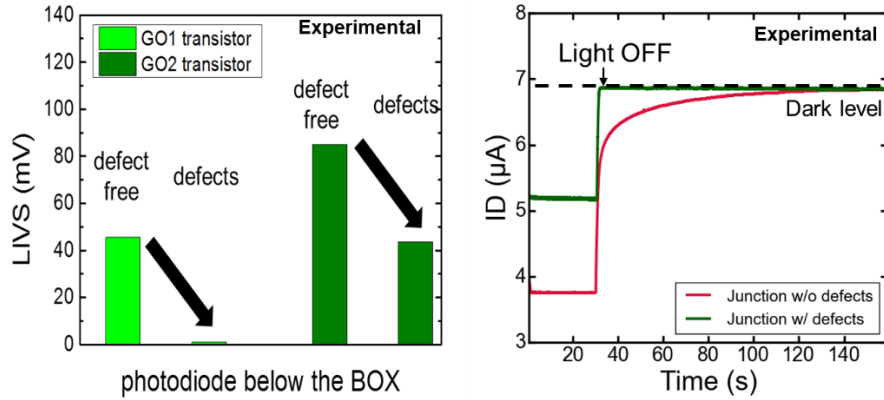 Experimental
GO1 transistor
GO2 transistor
defect
free
defects
defect
free
defects
140
120
100
80
60
40
20
0
LIVS (mV)
photodiode below the BOX
Experimental
Light OFF
Dark level
8
7
6
5
4
3
ID (µA)
Junction w/o defects
Junction w/ defects
20 40 60 80 100 120 140
Time (s)